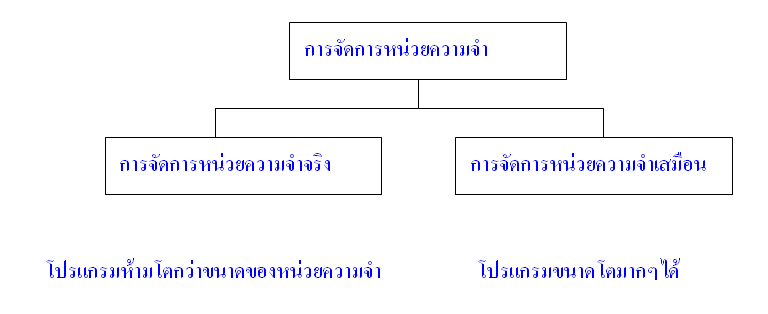 การจัดการหน่วยความจำ
การจัดการหน่วยความจำจริง
การจัดการหน่วยความจำเสมือน
โปรแกรมห้ามโตกว่าขนาดของหน่วยความจำ
โปรแกรมขนาดโตมากๆได้